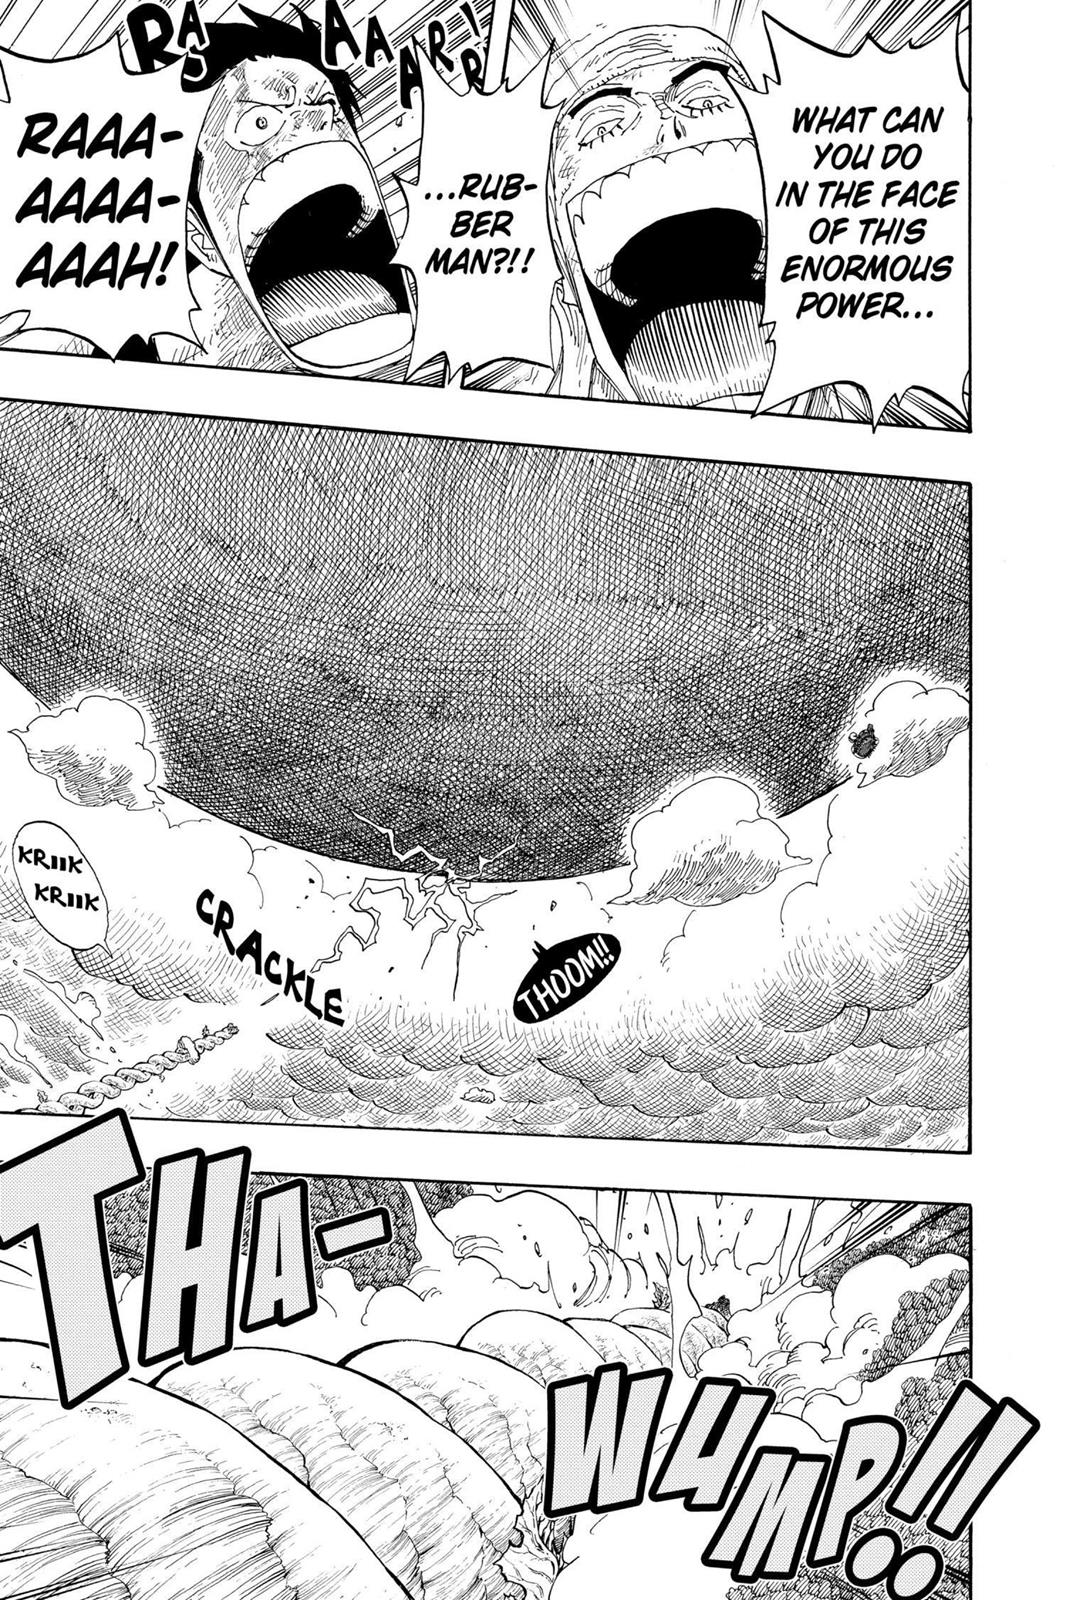 WHAT CAN
YOU DO
IN THE FACE
OF THIS
ENORMOUS
POWER...
...RUB-
BER
MAN?!!
RAAAARR!
RAAA-
AAAA-
AAAH!
KRIIK
KRIIK
CRACKLE
THOOM!!
THA-
WUMP!!